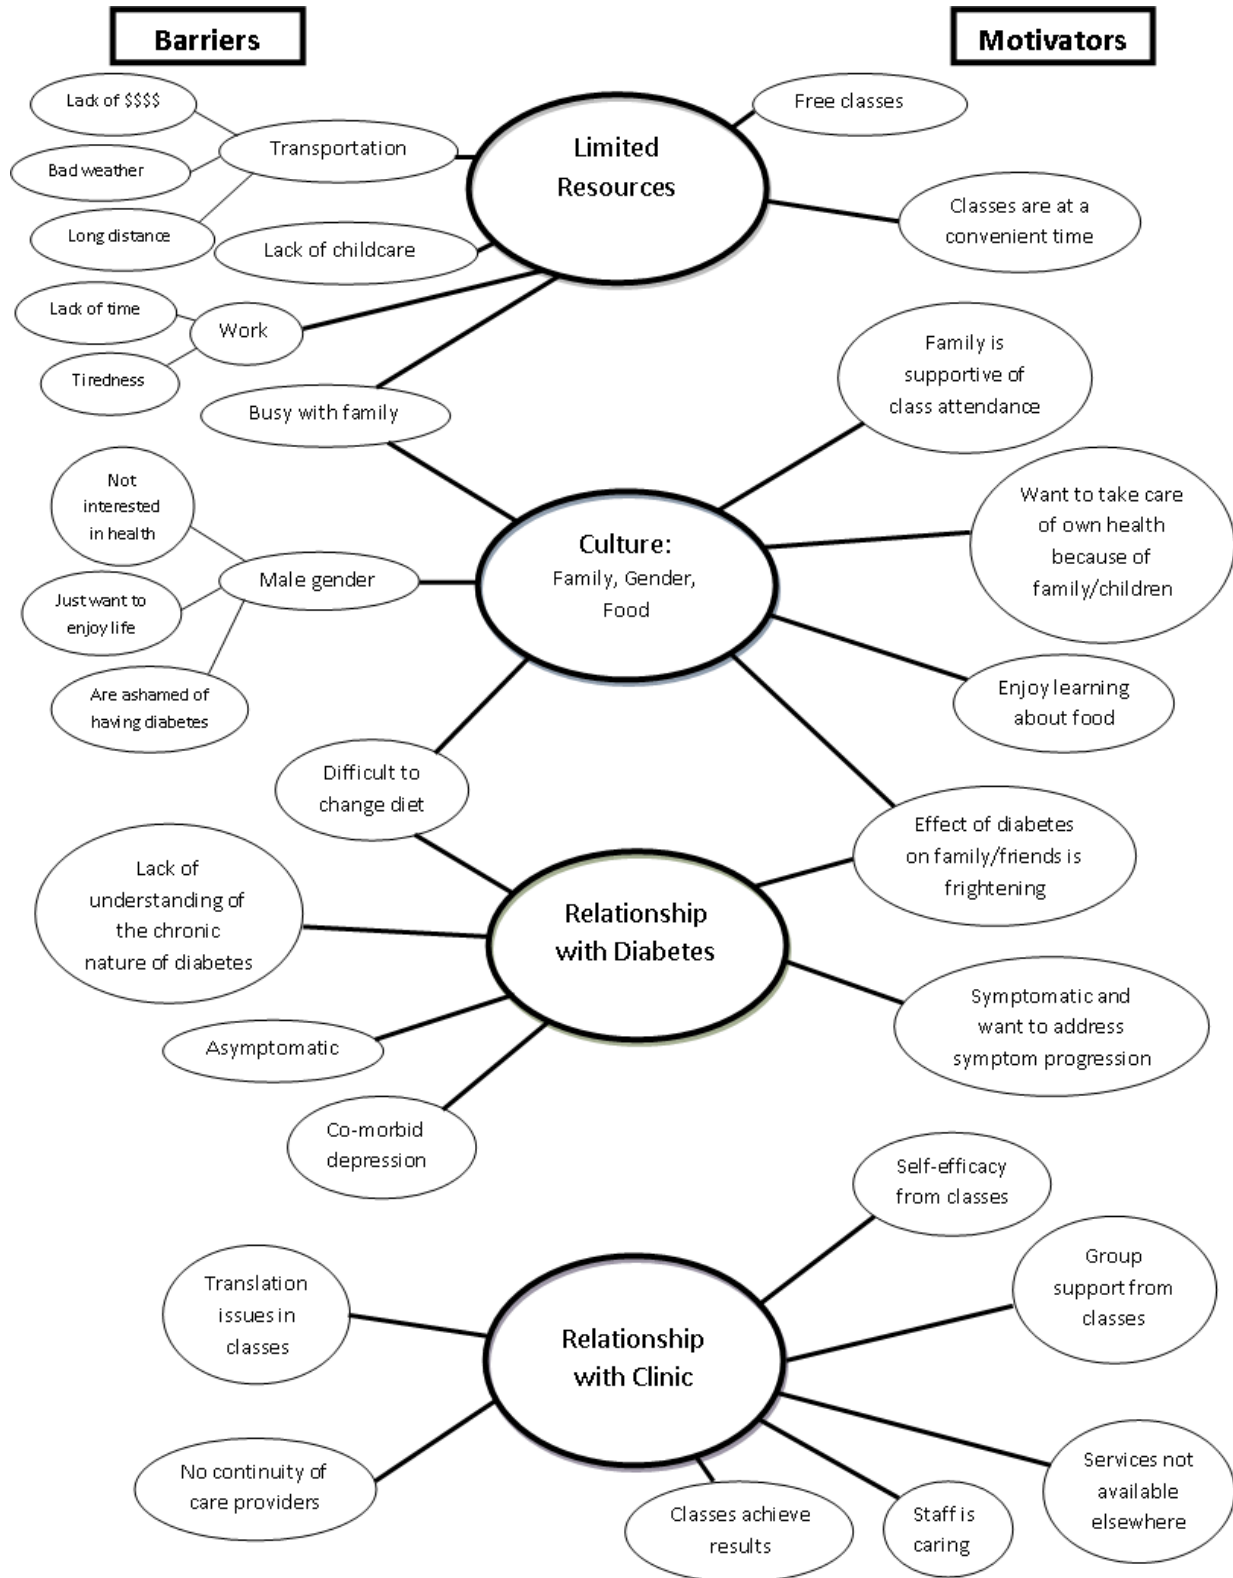 Barriers
Motivators
Lack of $$$$
Bad weather
Long distance
Transportation
Lack of childcare
Lack of time
Tiredness
Work
Busy with family
Limited
Resources
Free classes
Classes are at a
convenient time
Not
interested
in health
Just want to
enjoy life
Are ashamed of
having diabetes
Male gender
Difficult to
change diet
Culture:
Family, Gender,
Food
Family is
supportive of
class attendance
Want to take care
of own health
because of
family/children
Enjoy learning
about food
Effect of diabetes
on family/friends is
frightening
Lack of
understanding of
the chronic
nature of diabetes
Asymptomatic
Co-morbid
depression
Relationship
with Diabetes
Symptomatic and
want to address
symptom progression
Translation
issues in
classes
No continuity of
care providers
Relationship
with Clinic
Self-efficacy
from classes
Group
support from
classes
Services not
available
elsewhere
Staff is
caring
Classes achieve
results